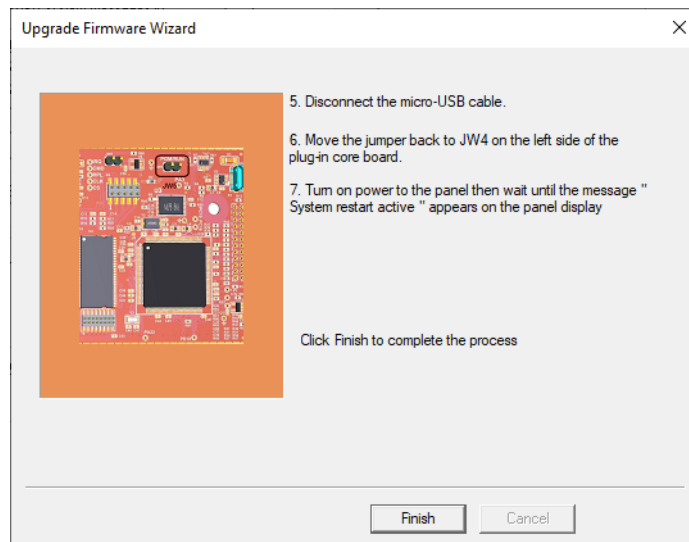 Upgrade Firmware Wizard
5. Disconnect the micro-USB cable.
6. Move the jumper back to JW4 on the left side of the
plug-in core board.
7. Turn on power to the panel then wait until the message "
System restart active " appears on the panel display
JW5
Click Finish to complete the process
Finish
Cancel